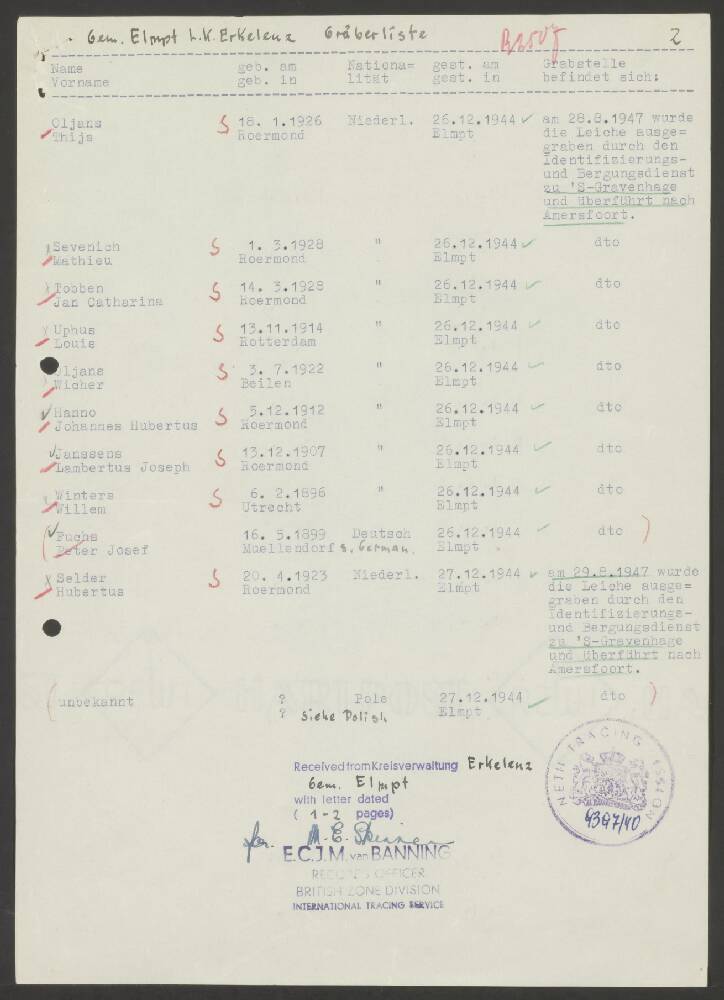 Gem. Elmpt L.K. Erkelenz Gräberliste 2
Name geb. am Nationa= gest. am Grabstelle
Vorname geb. in lität gest. in befindet sich:
Oljans S 18. 1.1926 Niederl. 26.12.1944 am 28.8.1947 wurde
Thijs Roermond Elmpt die Leiche ausge=
graben durch den
Identifizierungs-
und Bergungsdienst
zu 'S-Gravenhage
und überführt nach
Amersfoort.
Sevenich S 1. 3.1928 " 26.12.1944 dto
Mathieu Roermond Elmpt
Tobben S 14. 3.1928 " 26.12.1944 dto
Jan Catharina Roermond Elmpt
Uphus S 13.11.1914 " 26.12.1944 dto
Louis Rotterdam Elmpt
Oljans S 3. 7.1922 " 26.12.1944 dto
Wicher Beilen Elmpt
Hanno S 5.12.1912 " 26.12.1944 dto
Johannes Hubertus Roermond Elmpt
Janssens S 13.12.1907 " 26.12.1944 dto
Lambertus Joseph Roermond Elmpt
Winters S 6. 2.1896 " 26.12.1944 dto
Willem Utrecht Elmpt
Fuchs 16. 5.1899 Deutsch 26.12.1944 dto
Peter Josef Muellendorf s. German. Elmpt
Selder S 20. 4.1923 Niederl. 27.12.1944 am 29.8.1947 wurde
Hubertus Roermond Elmpt die Leiche ausge=
graben durch den
Identifizierungs-
und Bergungsdienst
zu 'S-Gravenhage
und überführt nach
Amersfoort.
unbekannt ? Pole 27.12.1944 dto
? siehe Polish Elmpt
Received from Kreisverwaltung Erkelenz
Gem. Elmpt
with letter dated
( 1-2 pages)
for
E.C.J.M. van BANNING
RECORDS OFFICER
BRITISH ZONE DIVISION
INTERNATIONAL TRACING SERVICE
NETH TRACING MISSION
4397/40